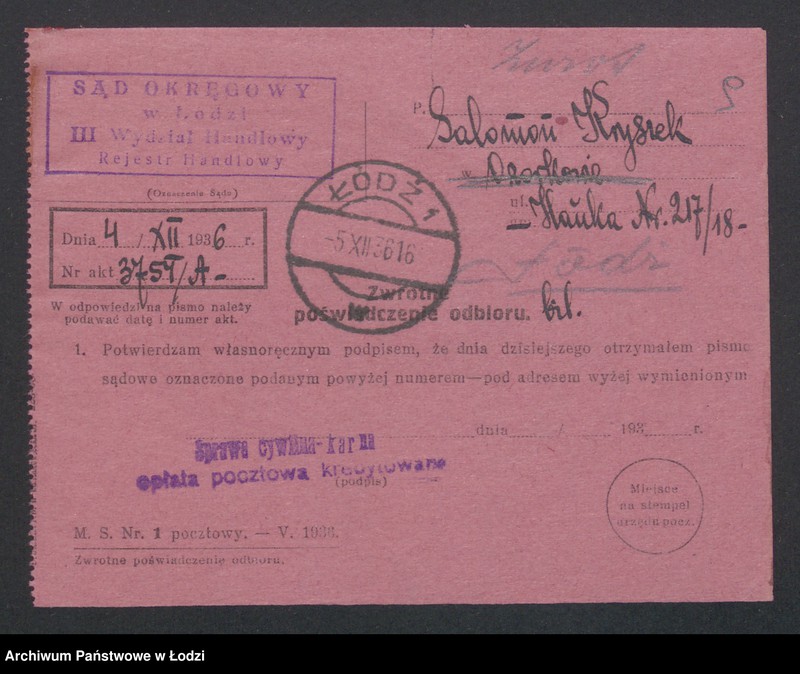 Zwrot
SĄD OKRĘGOWY
w Łodzi
III Wydział Handlowy
Rejestr Handlowy
(Oznaczenie Sądu)
P. Salomon Kryszek
w
ul. Nr. 217/18-
Łódź
Dnia 4/XII 1936 r.
Nr akt 3751/A-
W odpowiedzi na pismo należy
podawać datę i numer akt.
ŁÓDŹ 1
-5 XII 36 16
Zwrotne
poświadczenie odbioru.
1. Potwierdzam własnoręcznym podpisem, że dnia dzisiejszego otrzymałem pismo
sądowe oznaczone podanym powyżej numerem—pod adresem wyżej wymienionym
dnia / 193 r.
Sprawa cywilna-karna
opłata pocztowa kredytowane
(podpis)
Miejsce
na stempel
urzędu pocz.
M. S. Nr. 1 pocztowy. — V. 1936.
Zwrotne poświadczenie odbioru.
Archiwum Państwowe w Łodzi